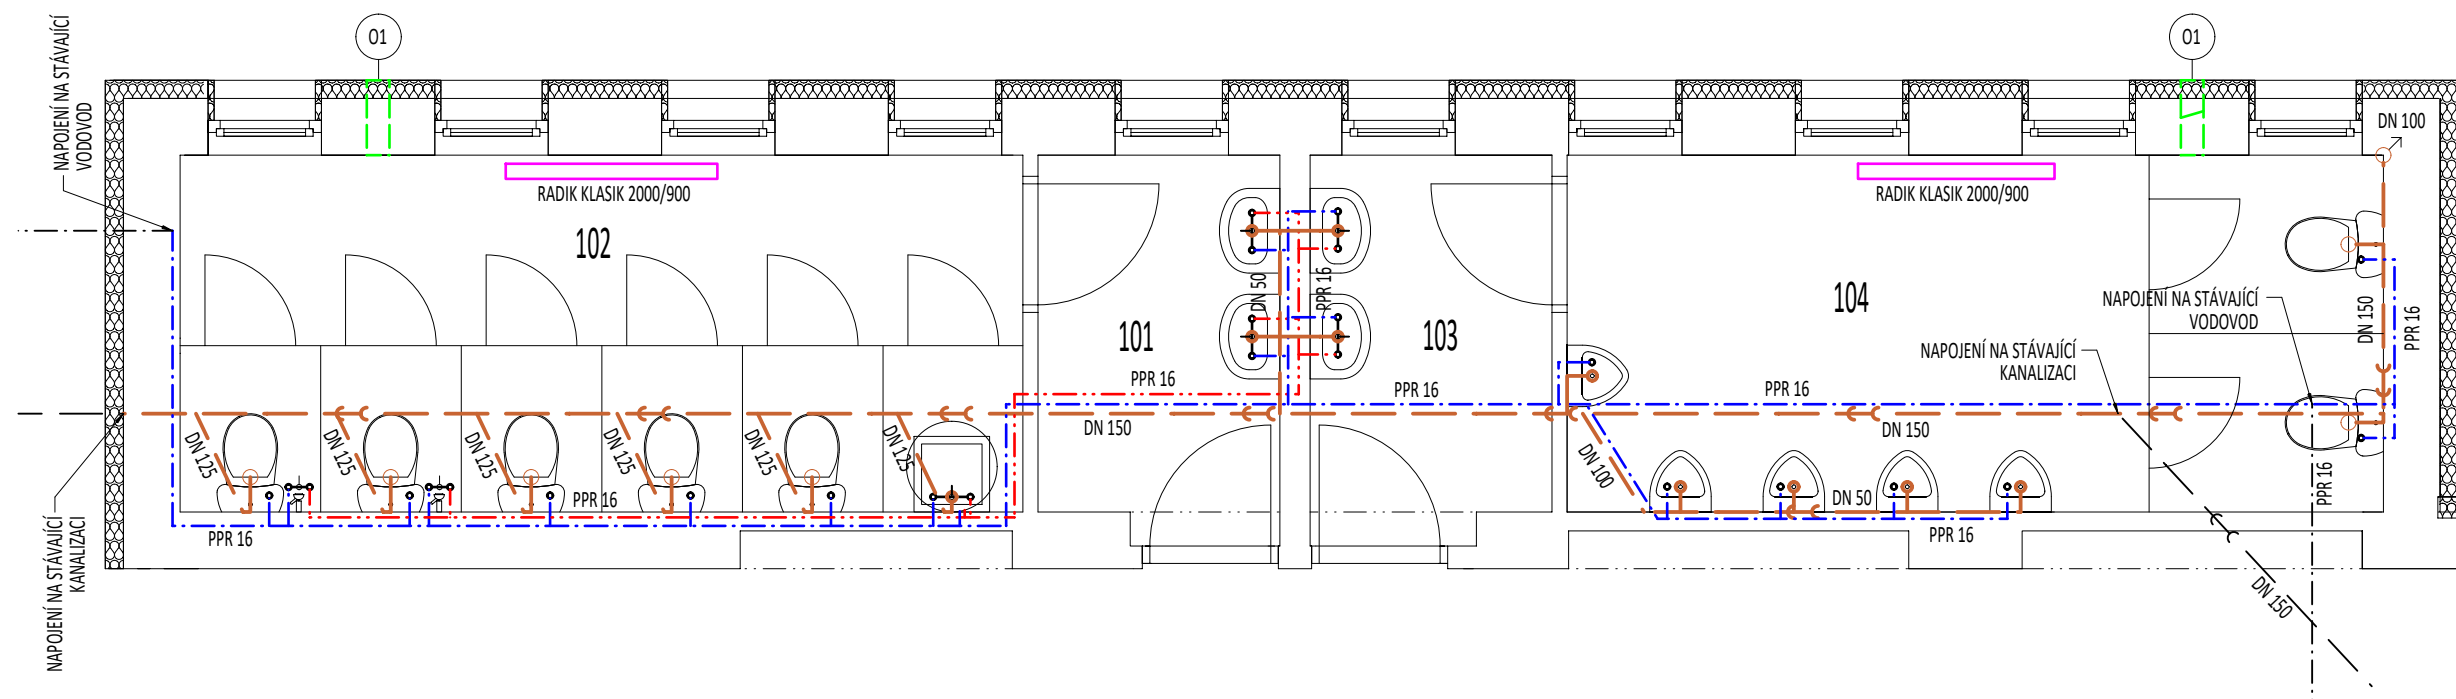 NAPOJENÍ NA STÁVAJÍCÍ
VODOVOD
01
01
DN 100
RADIK KLASIK 2000/900
RADIK KLASIK 2000/900
102
101
103
104
DN 50
PPR 16
NAPOJENÍ NA STÁVAJÍCÍ
VODOVOD
DN 150
PPR 16
NAPOJENÍ NA STÁVAJÍCÍ
KANALIZACI
PPR 16
PPR 16
PPR 16
DN 150
DN 150
DN 125
DN 125
DN 125
DN 125
DN 125
DN 125
DN 100
PPR 16
DN 50
PPR 16
PPR 16
PPR 16
NAPOJENÍ NA STÁVAJÍCÍ
KANALIZACI
DN 150